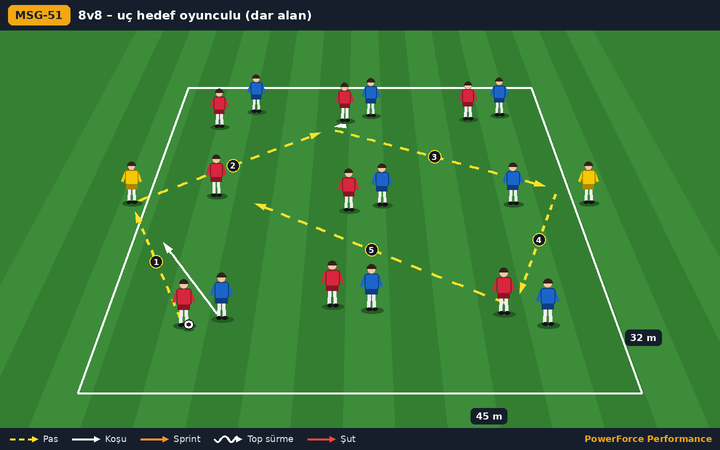 MSG-51 8v8 – uç hedef oyunculu (dar alan)
2
3
1
4
5
32 m
45 m
Pas Koşu Sprint Top sürme Şut PowerForce Performance